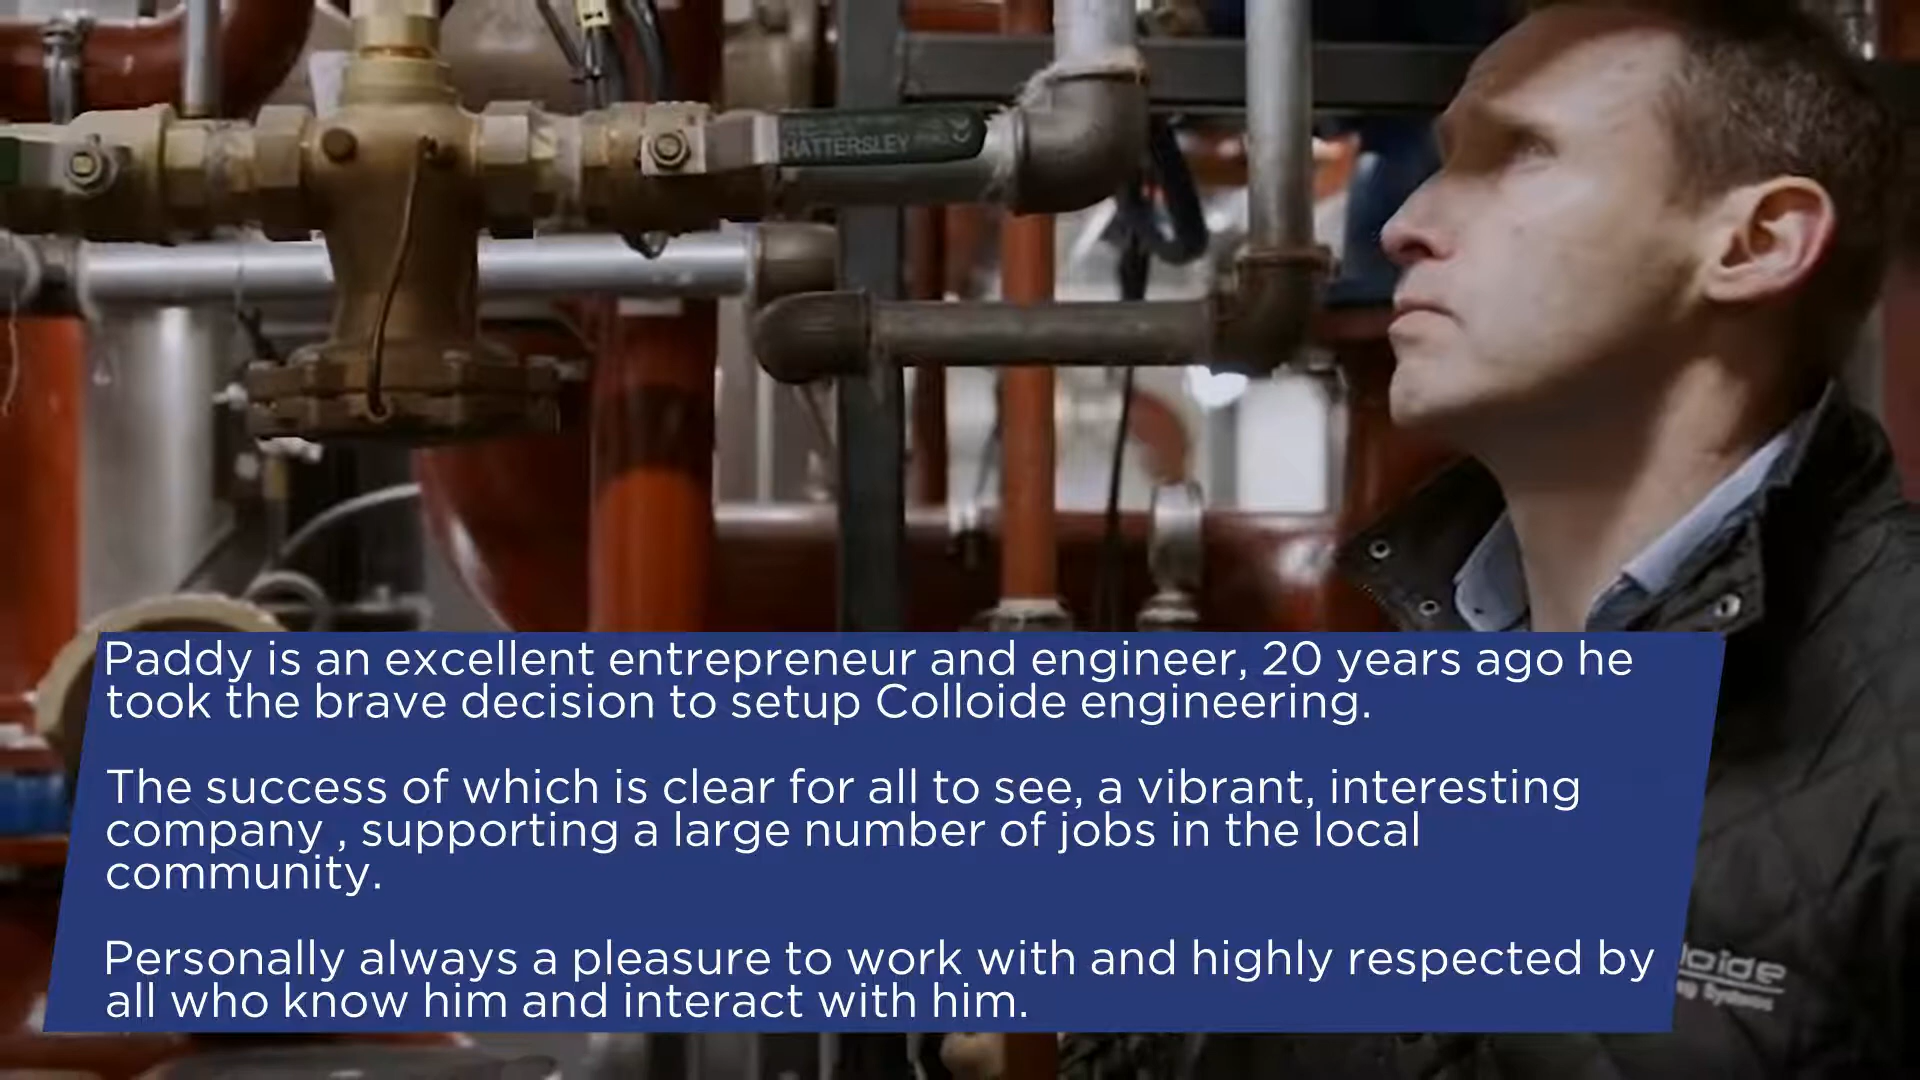 HATTERSLEY
Paddy is an excellent entrepreneur and engineer, 20 years ago he
took the brave decision to setup Colloide engineering.
The success of which is clear for all to see, a vibrant, interesting
company , supporting a large number of jobs in the local
community.
Personally always a pleasure to work with and highly respected by
all who know him and interact with him.
loide
Systems